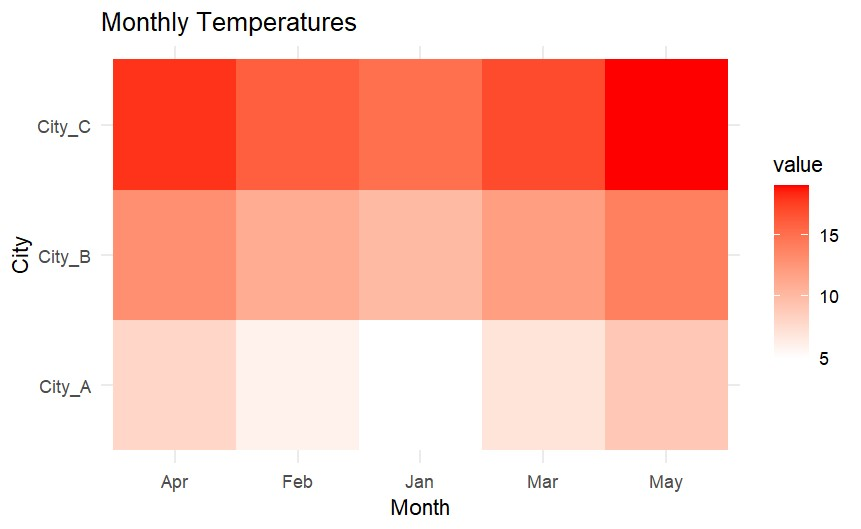 Monthly Temperatures
City_C
City_B
City_A
City
Apr Feb Jan Mar May
Month
value
15
10
5